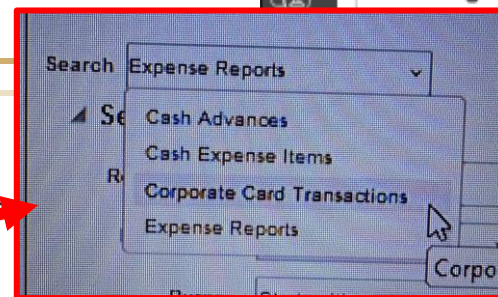 Search Expense Reports
Se
Cash Advances
Cash Expense Items
R
Corporate Card Transactions
Expense Reports
Corpo